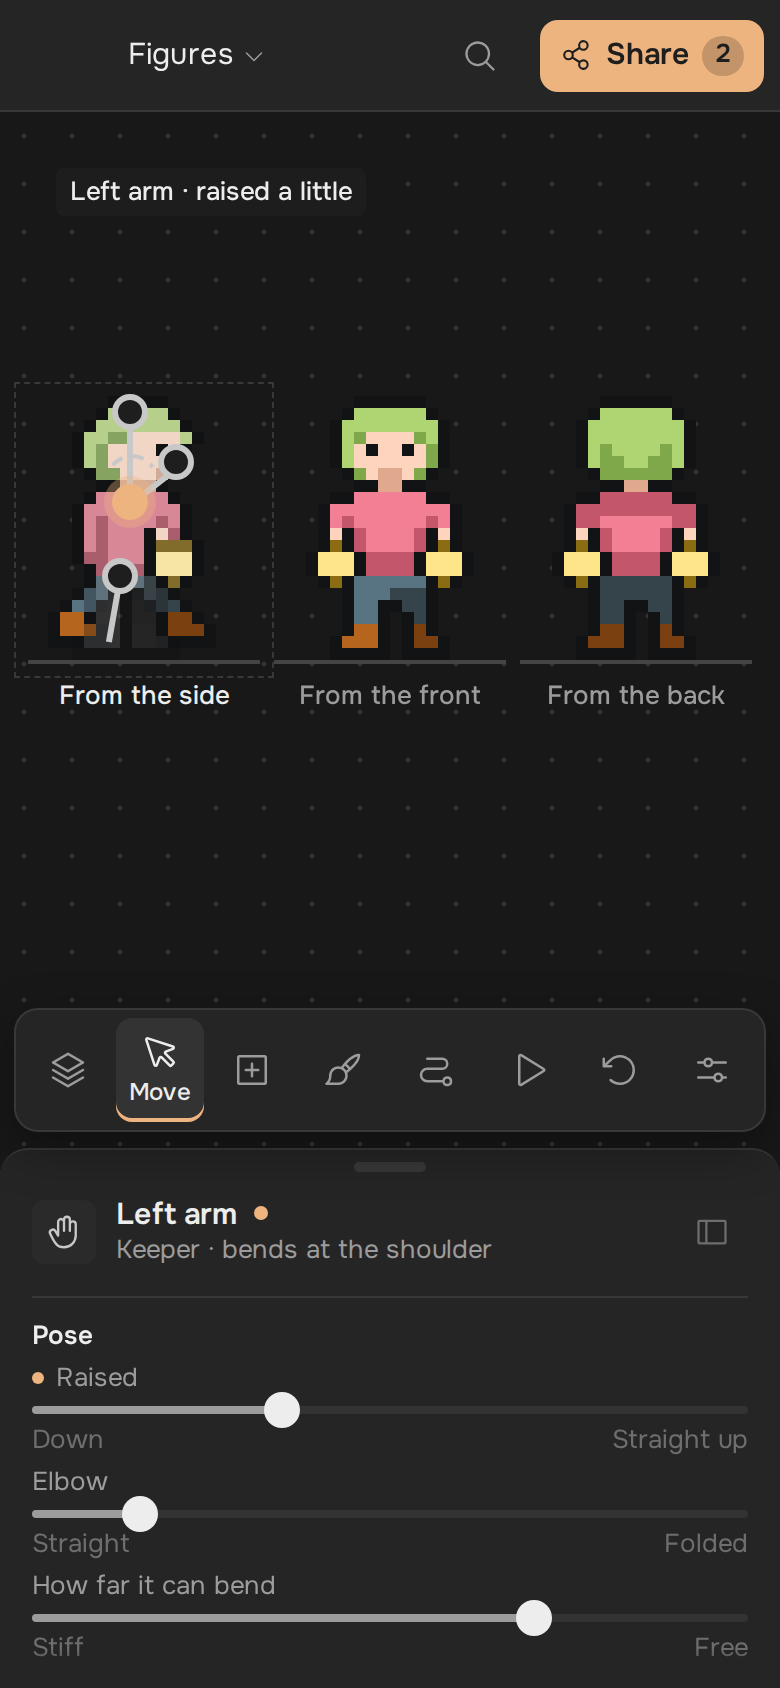 Figures
Share 2
Left arm · raised a little
From the side
From the front
From the back
Move
Left arm
Keeper · bends at the shoulder
Pose
Raised
Down
Straight up
Elbow
Straight
Folded
How far it can bend
Stiff
Free